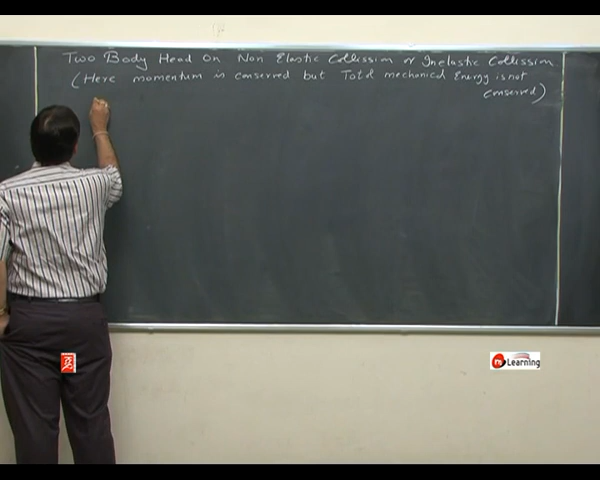 Two Body Head On Non Elastic Collission or Inelastic Collission
(Here momentum is conserved but Total mechanical Energy is not
conserved)
Learning